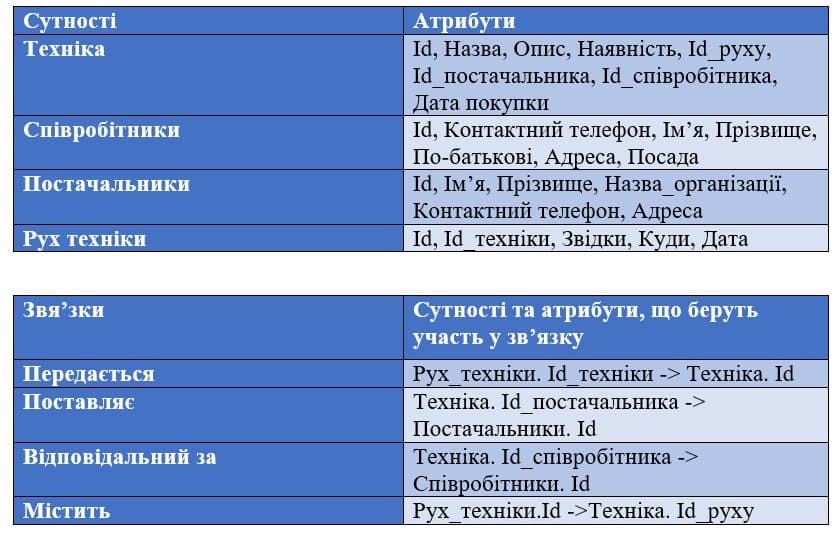 Сутності
Атрибути
Техніка
Id, Назва, Опис, Наявність, Id_руху,
Id_постачальника, Id_співробітника,
Дата покупки
Співробітники
Id, Контактний телефон, Ім’я, Прізвище,
По-батькові, Адреса, Посада
Постачальники
Id, Ім’я, Прізвище, Назва_організації,
Контактний телефон, Адреса
Рух техніки
Id, Id_техніки, Звідки, Куди, Дата
Звя’зки
Сутності та атрибути, що беруть
участь у зв’язку
Передається
Рух_техніки. Id_техніки -> Техніка. Id
Поставляє
Техніка. Id_постачальника ->
Постачальники. Id
Відповідальний за
Техніка. Id_співробітника ->
Співробітники. Id
Містить
Рух_техніки.Id ->Техніка. Id_руху